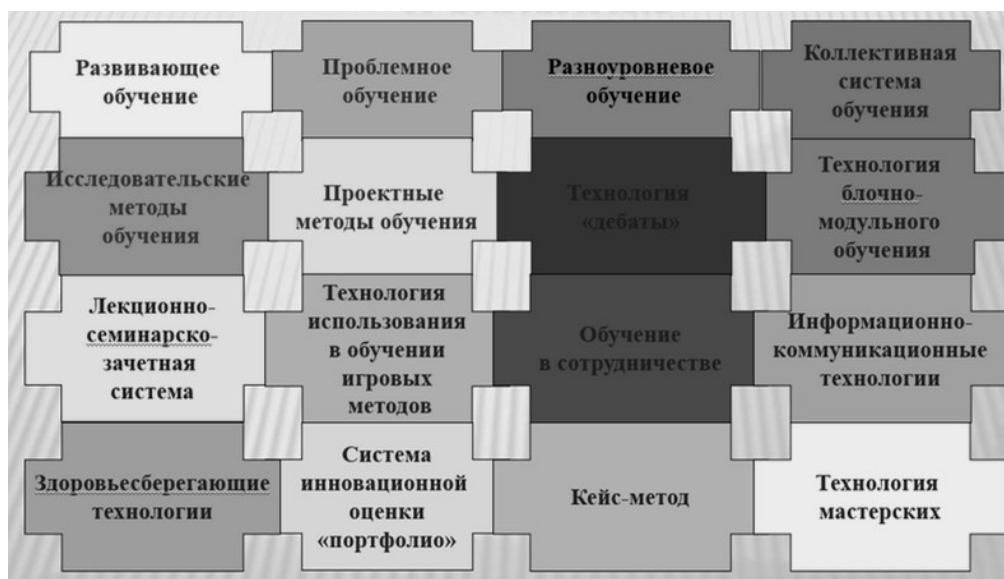 Развивающее
обучение
Проблемное
обучение
Разноуровневое
обучение
Коллективная
система
обучения
Исследовательские
методы
обучения
Проектные
методы обучения
Технология
«дебаты»
Технология
блочно-
модульного
обучения
Лекционно-
семинарско-
зачетная
система
Технология
использования
в обучении
игровых
методов
Обучение
в сотрудничестве
Информационно-
коммуникационные
технологии
Здоровьесберегающие
технологии
Система
инновационной
оценки
«портфолио»
Кейс-метод
Технология
мастерских